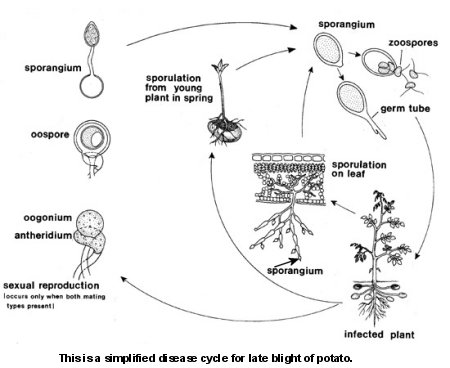 sporangium
sporangium
zoospores
sporulation
from young
plant in spring
germ tube
oospore
sporulation
on leaf
oogonium
antheridium
sporangium
sexual reproduction
(occurs only when both mating
types present)
infected plant
This is a simplified disease cycle for late blight of potato.